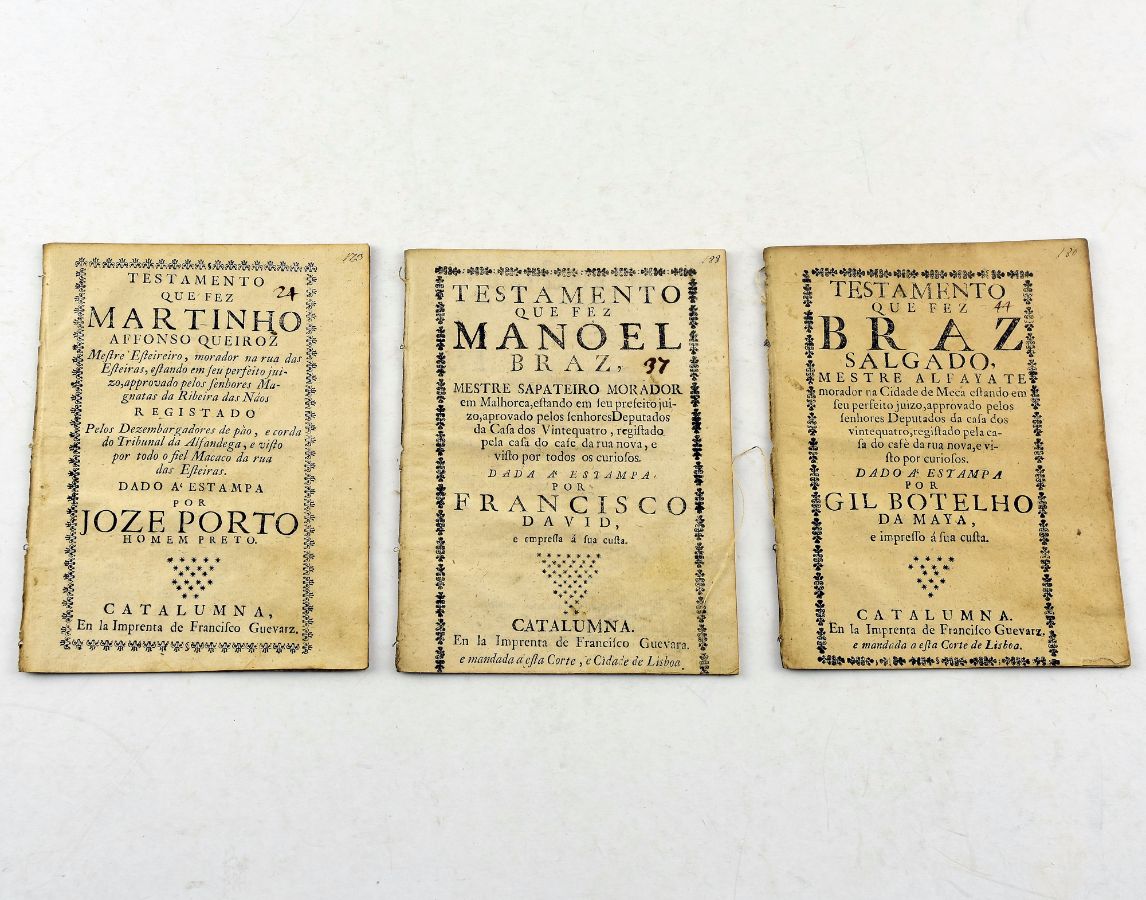 123
TESTAMENTO
QUE FEZ
24
MARTINHO
AFFONSO QUEIROZ
Meſtre Eſteireiro, morador na rua das
Eſteiras, eſtando em ſeu perfeito jui-
zo, approvado pelos ſenhores Ma-
gnatas da Ribeira das Náos
REGISTADO
Pelos Dezembargadores de pào, e corda
do Tribunal da Alfandega, e viſto
por todo o fiel Macaco da rua
das Eſteiras.
DADO A' ESTAMPA
POR
JOZE PORTO
HOMEM PRETO.
CATALUMNA,
En la Imprenta de Franciſco Guevarz.
TESTAMENTO
QUE FEZ
MANOEL
BRAZ,
37
MESTRE SAPATEIRO MORADOR
em Malhorca, eſtando em ſeu prefeito jui-
zo, aprovado pelos ſenhores Deputados
da Caſa dos Vintequatro, regiſtado
pela caſa do cafe da rua nova, e
viſto por todos os curioſos.
DADA A' ESTAMPA
POR
FRANCISCO
DAVID,
e empreſſa á ſua cuſta.
CATALUMNA.
En la Imprenta de Franciſco Guevara.
e mandada a eſta Corte, e Cidade de Lisboa.
180
TESTAMENTO
QUE FEZ
44
BRAZ
SALGADO,
MESTRE ALFAYATE
morador na Cidade de Meca eſtando em
ſeu perfeito juizo, approvado pelos
ſenhores Deputados da caſa dos
vintequatro, regiſtado pela ca-
ſa do cafè da rua nova, e vi-
ſto por curioſos.
DADO A' ESTAMPA
POR
GIL BOTELHO
DA MAYA,
e impreſſo á ſua cuſta.
CATALUMNA.
En la Imprenta de Franciſco Guevarz.
e mandada a eſta Corte de Lisboa.